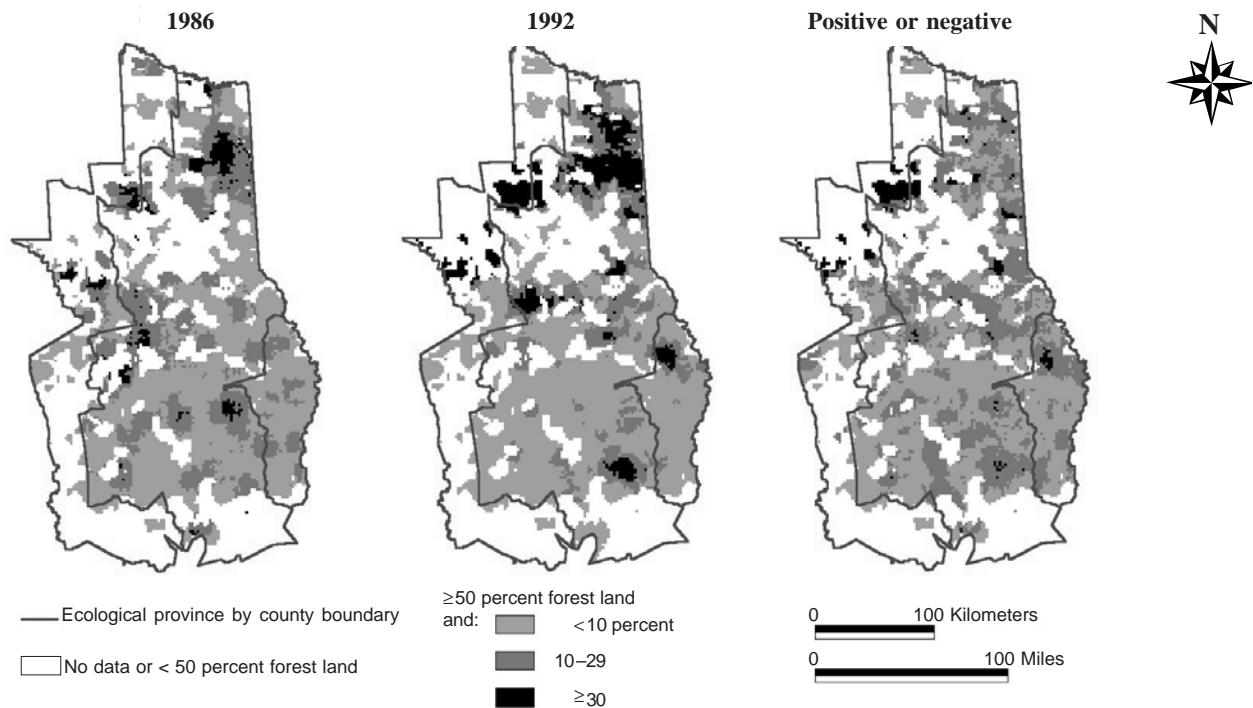 1986
1992
Positive or negative
N
Ecological province by county boundary
No data or < 50 percent forest land
≥50 percent forest land
and:
<10 percent
10–29
≥30
0 100 Kilometers
0 100 Miles